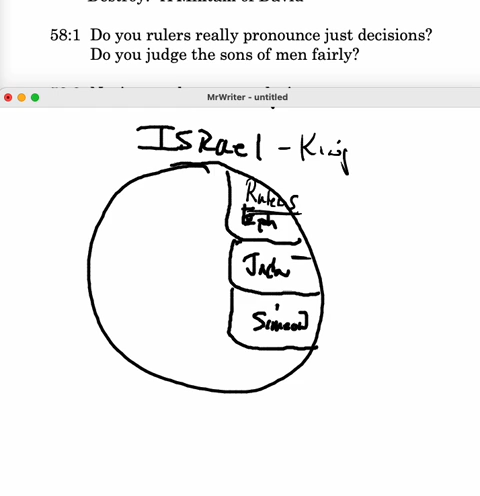 58:1 Do you rulers really pronounce just decisions?
Do you judge the sons of men fairly?
MrWriter - untitled
ISRael - King
Rulers
Eph
Simeon